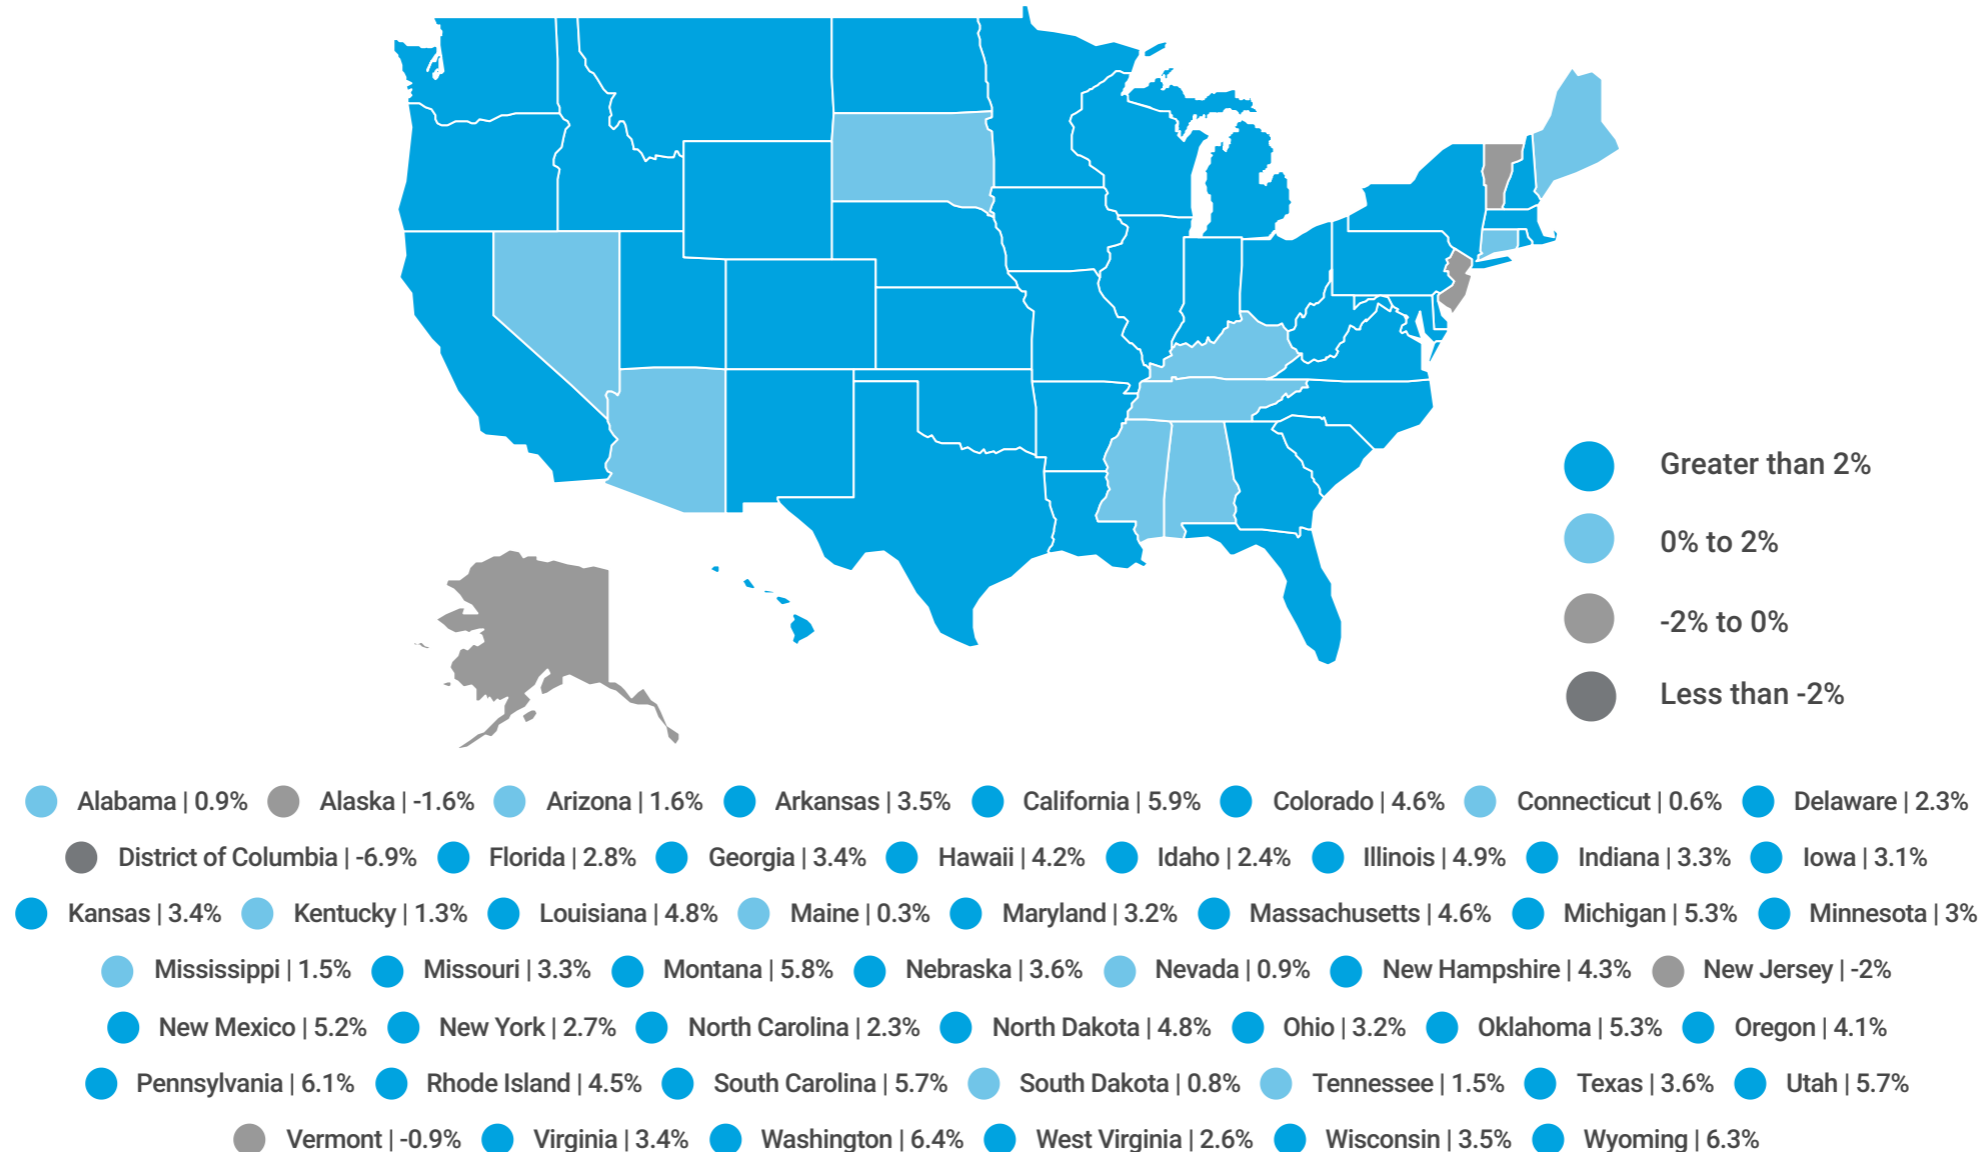 Greater than 2%
0% to 2%
-2% to 0%
Less than -2%
Alabama | 0.9% Alaska | -1.6% Arizona | 1.6% Arkansas | 3.5% California | 5.9% Colorado | 4.6% Connecticut | 0.6% Delaware | 2.3%
District of Columbia | -6.9% Florida | 2.8% Georgia | 3.4% Hawaii | 4.2% Idaho | 2.4% Illinois | 4.9% Indiana | 3.3% Iowa | 3.1%
Kansas | 3.4% Kentucky | 1.3% Louisiana | 4.8% Maine | 0.3% Maryland | 3.2% Massachusetts | 4.6% Michigan | 5.3% Minnesota | 3%
Mississippi | 1.5% Missouri | 3.3% Montana | 5.8% Nebraska | 3.6% Nevada | 0.9% New Hampshire | 4.3% New Jersey | -2%
New Mexico | 5.2% New York | 2.7% North Carolina | 2.3% North Dakota | 4.8% Ohio | 3.2% Oklahoma | 5.3% Oregon | 4.1%
Pennsylvania | 6.1% Rhode Island | 4.5% South Carolina | 5.7% South Dakota | 0.8% Tennessee | 1.5% Texas | 3.6% Utah | 5.7%
Vermont | -0.9% Virginia | 3.4% Washington | 6.4% West Virginia | 2.6% Wisconsin | 3.5% Wyoming | 6.3%